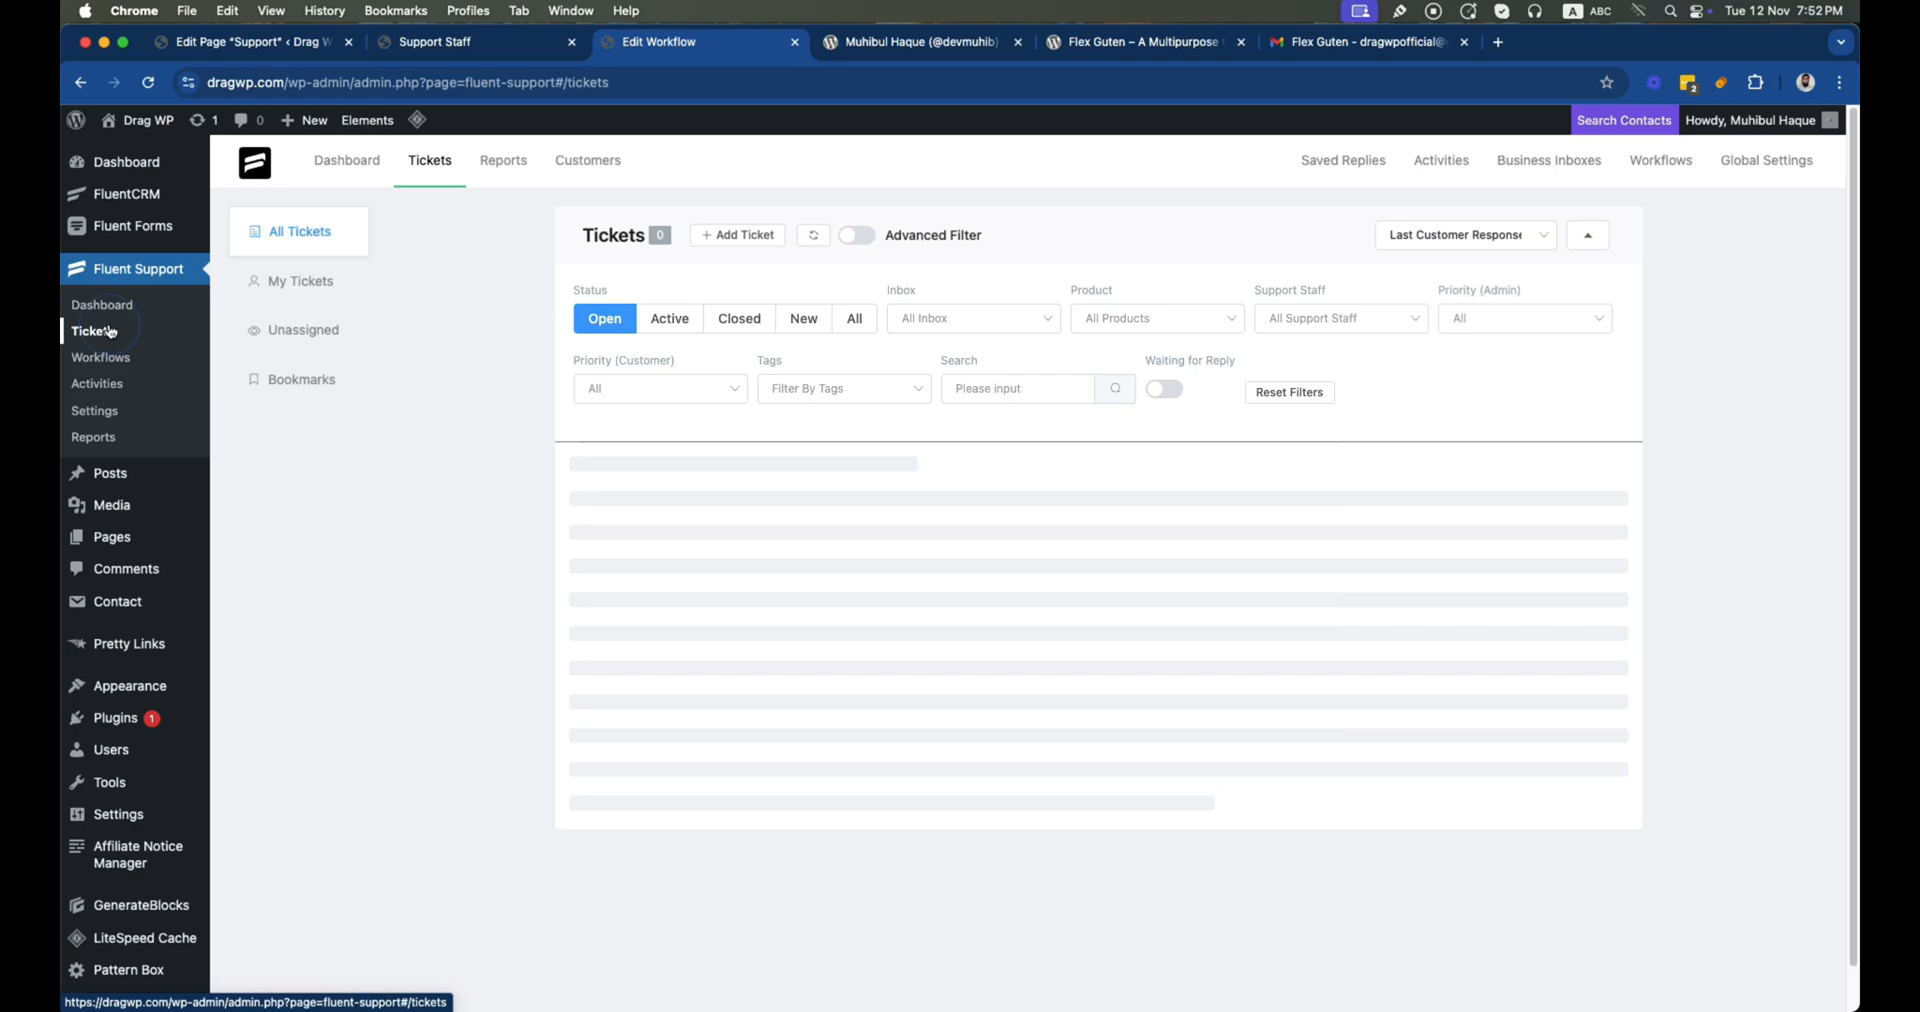 Chrome File Edit View History Bookmarks Profiles Tab Window Help A ABC Tue 12 Nov 7:52 PM
Edit Page "Support" ‹ Drag W Support Staff Edit Workflow Muhibul Haque (@devmuhib) Flex Guten – A Multipurpose Flex Guten - dragwpofficial@
dragwp.com/wp-admin/admin.php?page=fluent-support#/tickets 2
Drag WP 1 0 New Elements Search Contacts Howdy, Muhibul Haque
Dashboard
FluentCRM
Fluent Forms
Fluent Support
Dashboard
Tickets
Workflows
Activities
Settings
Reports
Posts
Media
Pages
Comments
Contact
Pretty Links
Appearance
Plugins 1
Users
Tools
Settings
Affiliate Notice
Manager
GenerateBlocks
LiteSpeed Cache
Pattern Box
Dashboard Tickets Reports Customers Saved Replies Activities Business Inboxes Workflows Global Settings
All Tickets
My Tickets
Unassigned
Bookmarks
Tickets 0 + Add Ticket Advanced Filter Last Customer Response
Status Inbox Product Support Staff Priority (Admin)
Open Active Closed New All All Inbox All Products All Support Staff All
Priority (Customer) Tags Search Waiting for Reply
All Filter By Tags Please input Reset Filters
https://dragwp.com/wp-admin/admin.php?page=fluent-support#/tickets